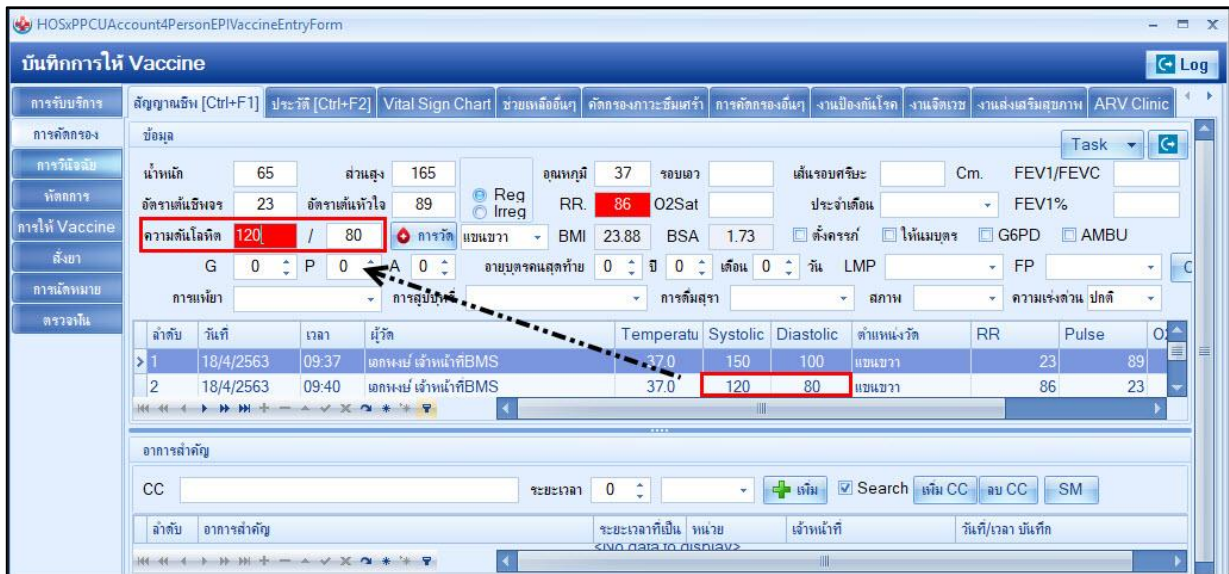 HOSxPPCUAccount4PersonEPIVaccineEntryForm
บันทึกการให้ Vaccine Log
การรับบริการ
การคัดกรอง
การวินิจฉัย
หัตถการ
การให้ Vaccine
สั่งยา
การนัดหมาย
ตรวจฟัน
สัญญาณชีพ [Ctrl+F1] ประวัติ [Ctrl+F2] Vital Sign Chart ช่วยเหลืออื่นๆ คัดกรองภาวะซึมเศร้า การคัดกรองอื่นๆ งานป้องกันโรค งานจิตเวช งานส่งเสริมสุขภาพ ARV Clinic
ข้อมูล Task
น้ำหนัก 65 ส่วนสูง 165 อุณหภูมิ 37 รอบเอว เส้นรอบศรีษะ Cm. FEV1/FEVC
อัตราเต้นชีพจร 23 อัตราเต้นหัวใจ 89 Reg Irreg RR. 86 O2Sat ประจำเดือน FEV1%
ความดันโลหิต 120 / 80 การวัด แขนขวา BMI 23.88 BSA 1.73 ตั้งครรภ์ ให้นมบุตร G6PD AMBU
G 0 P 0 A 0 อายุบุตรคนสุดท้าย 0 ปี 0 เดือน 0 วัน LMP FP
การแพ้ยา การสูบบุหรี่ การดื่มสุรา สภาพ ความเร่งด่วน ปกติ
ลำดับ วันที่ เวลา ผู้วัด Temperatu Systolic Diastolic ตำแหน่งวัด RR Pulse
1 18/4/2563 09:37 เอกพงษ์ เจ้าหน้าที่BMS 37.0 150 100 แขนขวา 23 89
2 18/4/2563 09:40 เอกพงษ์ เจ้าหน้าที่BMS 37.0 120 80 แขนขวา 86 23
อาการสำคัญ
CC ระยะเวลา 0 เพิ่ม Search เพิ่ม CC ลบ CC SM
ลำดับ อาการสำคัญ ระยะเวลาที่เป็น หน่วย เจ้าหน้าที่ วันที่/เวลา บันทึก
<No data to display>